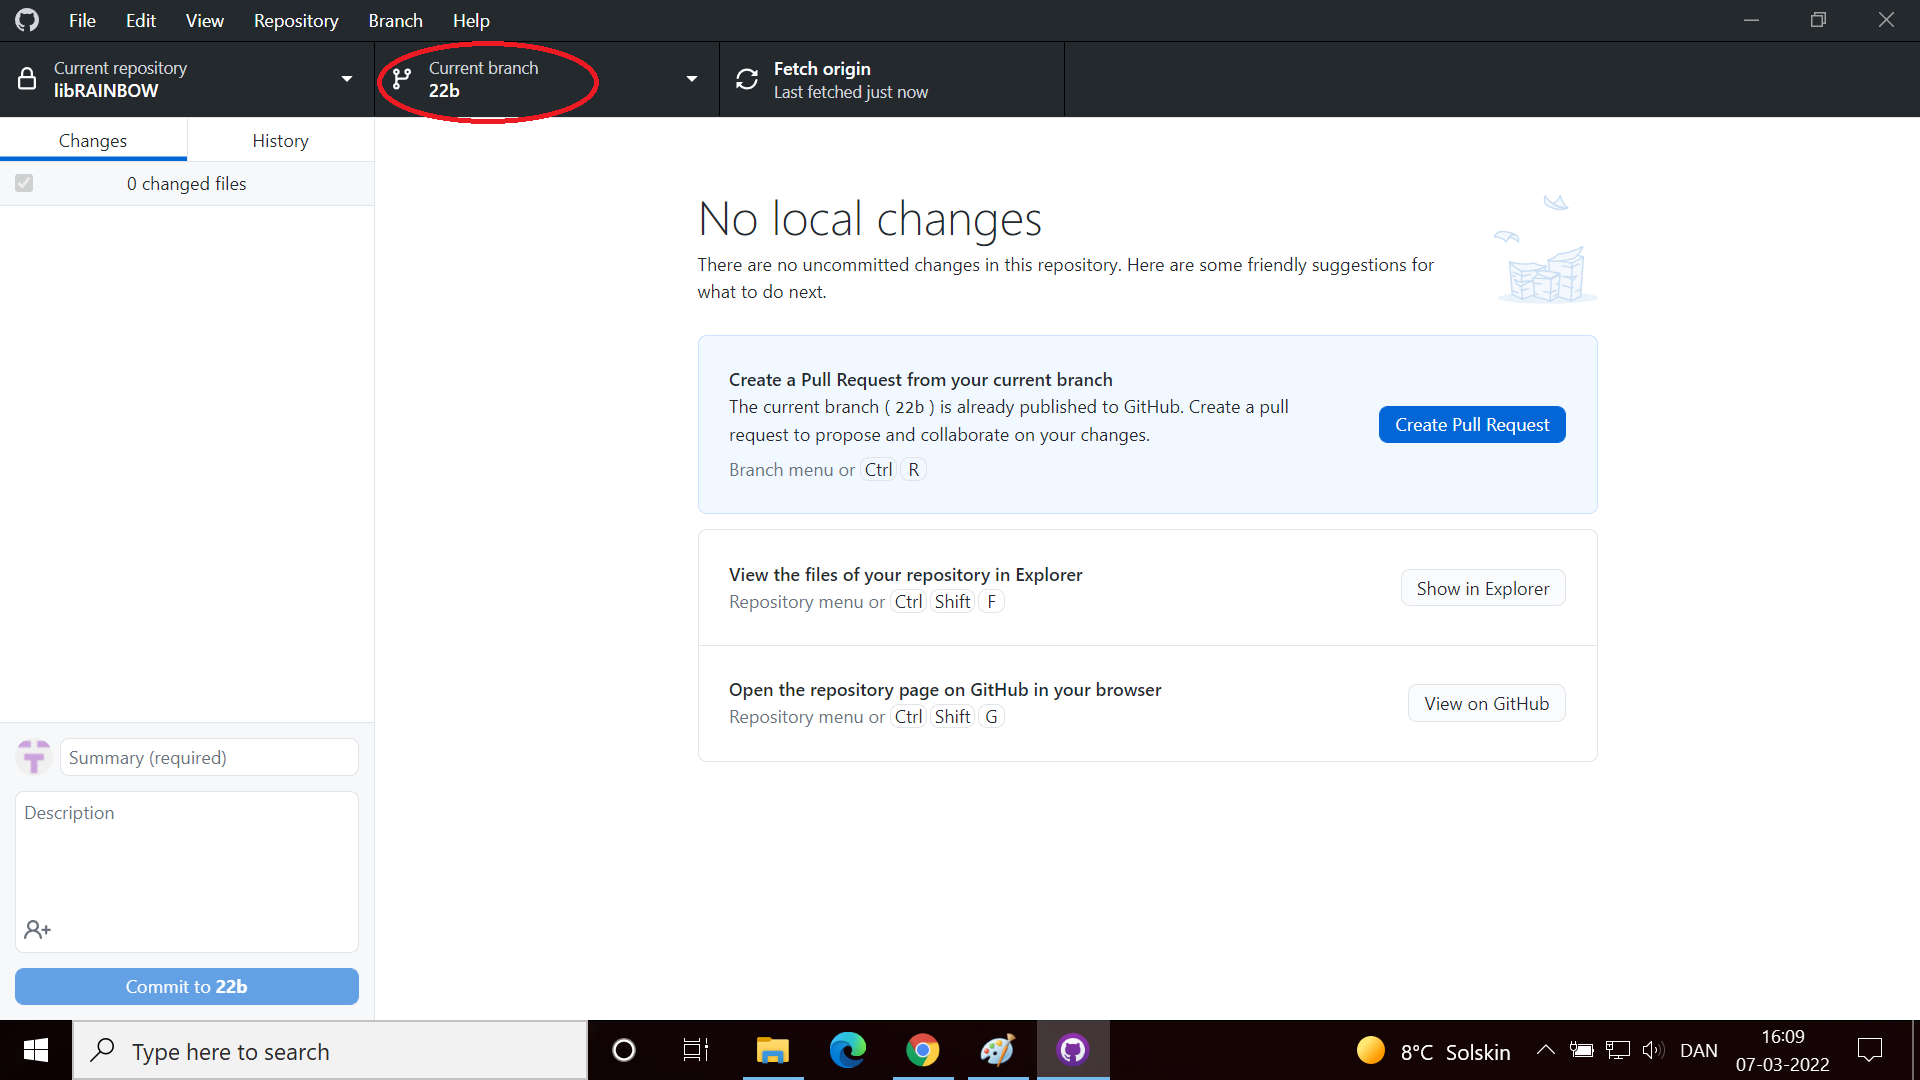 File Edit View Repository Branch Help
Current repository
libRAINBOW
Current branch
22b
Fetch origin
Last fetched just now
Changes History
0 changed files
No local changes
There are no uncommitted changes in this repository. Here are some friendly suggestions for
what to do next.
Create a Pull Request from your current branch
The current branch ( 22b ) is already published to GitHub. Create a pull
request to propose and collaborate on your changes.
Branch menu or Ctrl R
Create Pull Request
View the files of your repository in Explorer
Repository menu or Ctrl Shift F
Show in Explorer
Open the repository page on GitHub in your browser
Repository menu or Ctrl Shift G
View on GitHub
Summary (required)
Description
Commit to 22b
Type here to search
8°C Solskin
DAN
16:09
07-03-2022